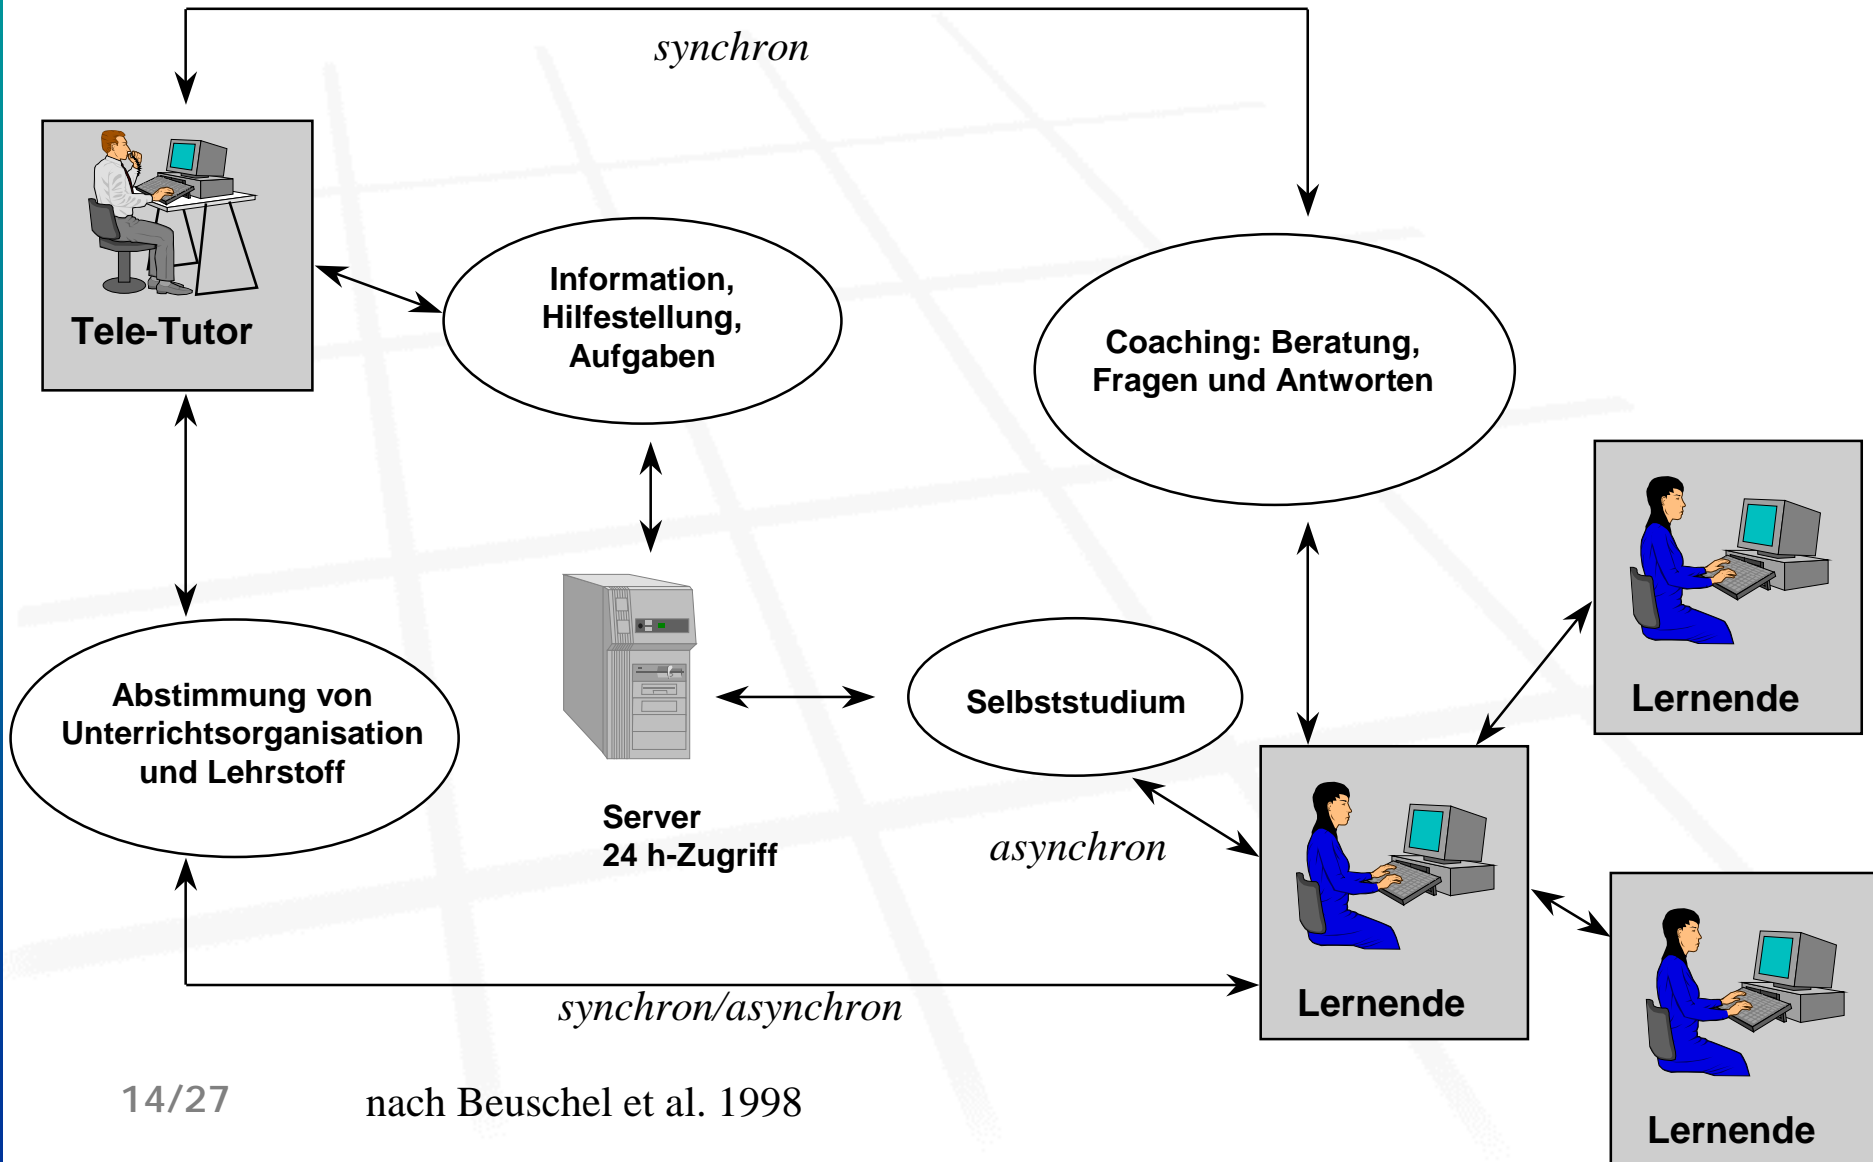 synchron
Tele-Tutor
Information,
Hilfestellung,
Aufgaben
Coaching: Beratung,
Fragen und Antworten
Abstimmung von
Unterrichtsorganisation
und Lehrstoff
Server
24 h-Zugriff
Selbststudium
asynchron
Lernende
Lernende
Lernende
synchron/asynchron
14/27
nach Beuschel et al. 1998